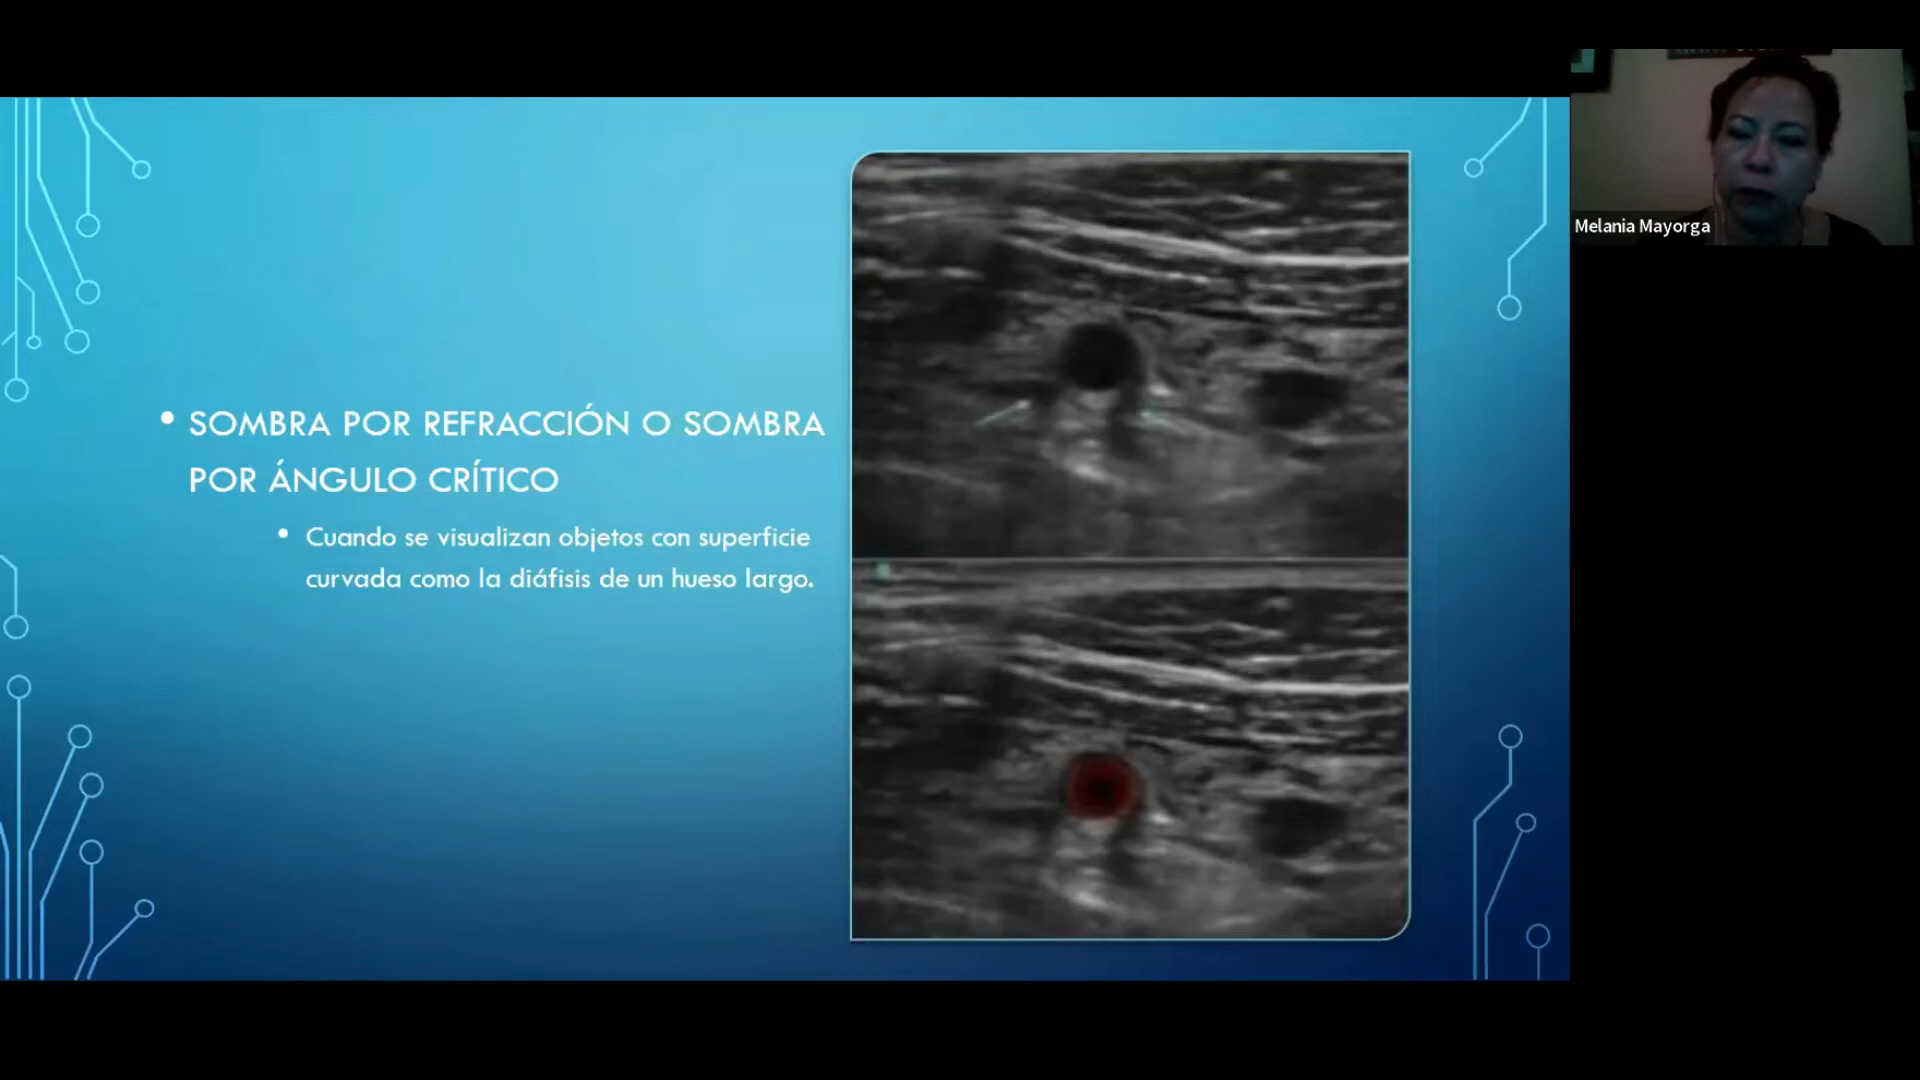 • SOMBRA POR REFRACCIÓN O SOMBRA
POR ÁNGULO CRÍTICO
• Cuando se visualizan objetos con superficie
curvada como la diáfisis de un hueso largo.
Melania Mayorga